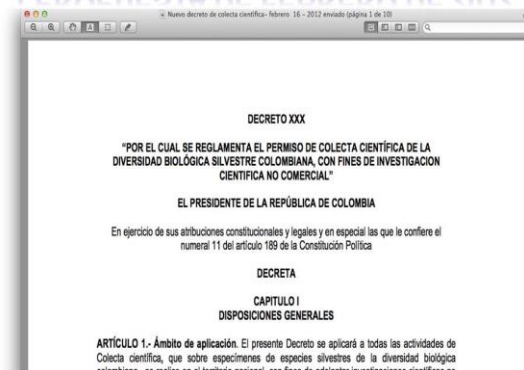 Nuevo decreto de colecta científica- febrero 16 – 2012 enviado (página 1 de 10)
DECRETO XXX
“POR EL CUAL SE REGLAMENTA EL PERMISO DE COLECTA CIENTÍFICA DE LA
DIVERSIDAD BIOLÓGICA SILVESTRE COLOMBIANA, CON FINES DE INVESTIGACION
CIENTIFICA NO COMERCIAL”
EL PRESIDENTE DE LA REPÚBLICA DE COLOMBIA
En ejercicio de sus atribuciones constitucionales y legales y en especial las que le confiere el
numeral 11 del artículo 189 de la Constitución Política
DECRETA
CAPITULO I
DISPOSICIONES GENERALES
ARTÍCULO 1.- Ámbito de aplicación. El presente Decreto se aplicará a todas las actividades de
Colecta científica, que sobre especímenes de especies silvestres de la diversidad biológica